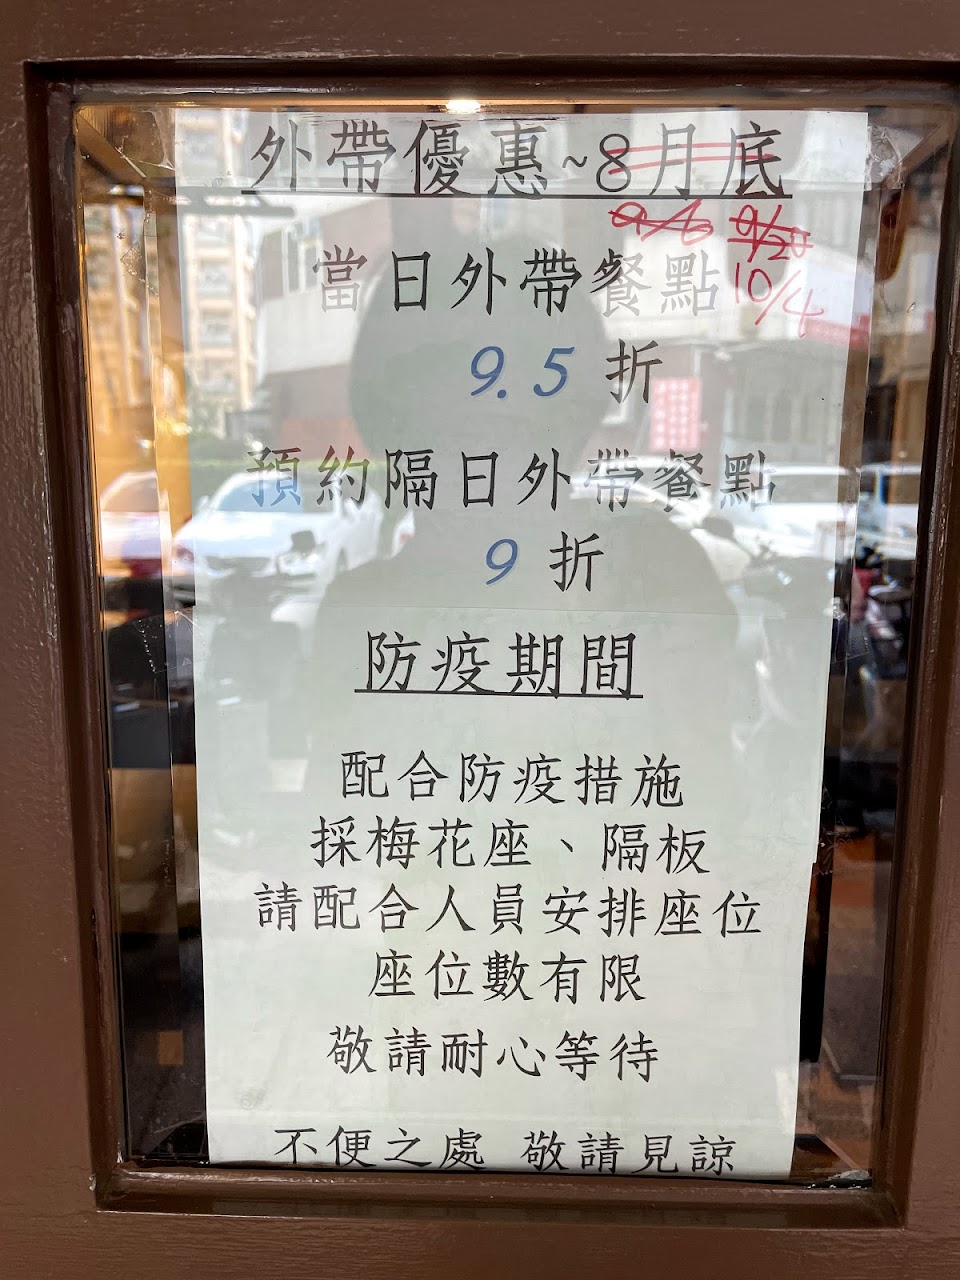 外帶優惠~8月底
9/6 9/20
10/4
當日外帶餐點
9.5折
預約隔日外帶餐點
9折
防疫期間
配合防疫措施
採梅花座、隔板
請配合人員安排座位
座位數有限
敬請耐心等待
不便之處 敬請見諒